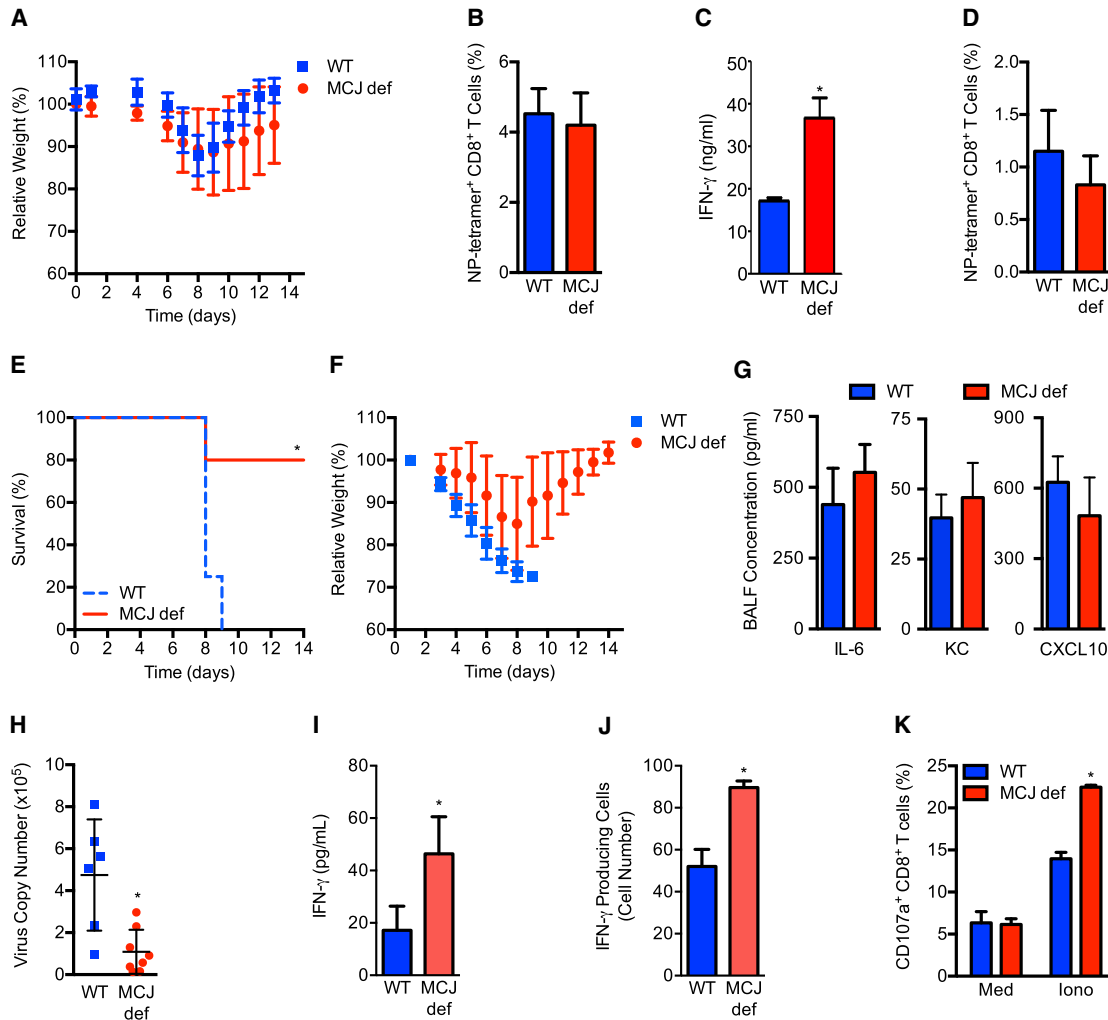 A
110
100
90
80
70
60
Relative Weight (%)
0 2 4 6 8 10 12 14
Time (days)
WT
MCJ def
B
6
4
2
0
NP-tetramer⁺ CD8⁺ T Cells (%)
WT MCJ
def
C
50
40
30
20
10
0
IFN-γ (ng/ml)
*
WT MCJ
def
D
2.0
1.5
1.0
0.5
0.0
NP-tetramer⁺ CD8⁺ T Cells (%)
WT MCJ
def
E
100
80
60
40
20
0
Survival (%)
*
WT
MCJ def
0 2 4 6 8 10 12 14
Time (days)
F
110
100
90
80
70
60
Relative Weight (%)
0 2 4 6 8 10 12 14
Time (days)
WT
MCJ def
G
WT MCJ def
BALF Concentration (pg/ml)
750
500
250
0
IL-6
75
50
25
0
KC
900
600
300
0
CXCL10
H
10
8
6
4
2
0
Virus Copy Number (x10⁵)
*
WT MCJ
def
I
80
60
40
20
0
IFN-γ (pg/mL)
*
WT MCJ
def
J
100
80
60
40
20
0
IFN-γ Producing Cells
(Cell Number)
*
WT MCJ
def
K
25
20
15
10
5
0
CD107a⁺ CD8⁺ T cells (%)
WT
MCJ def
*
Med Iono